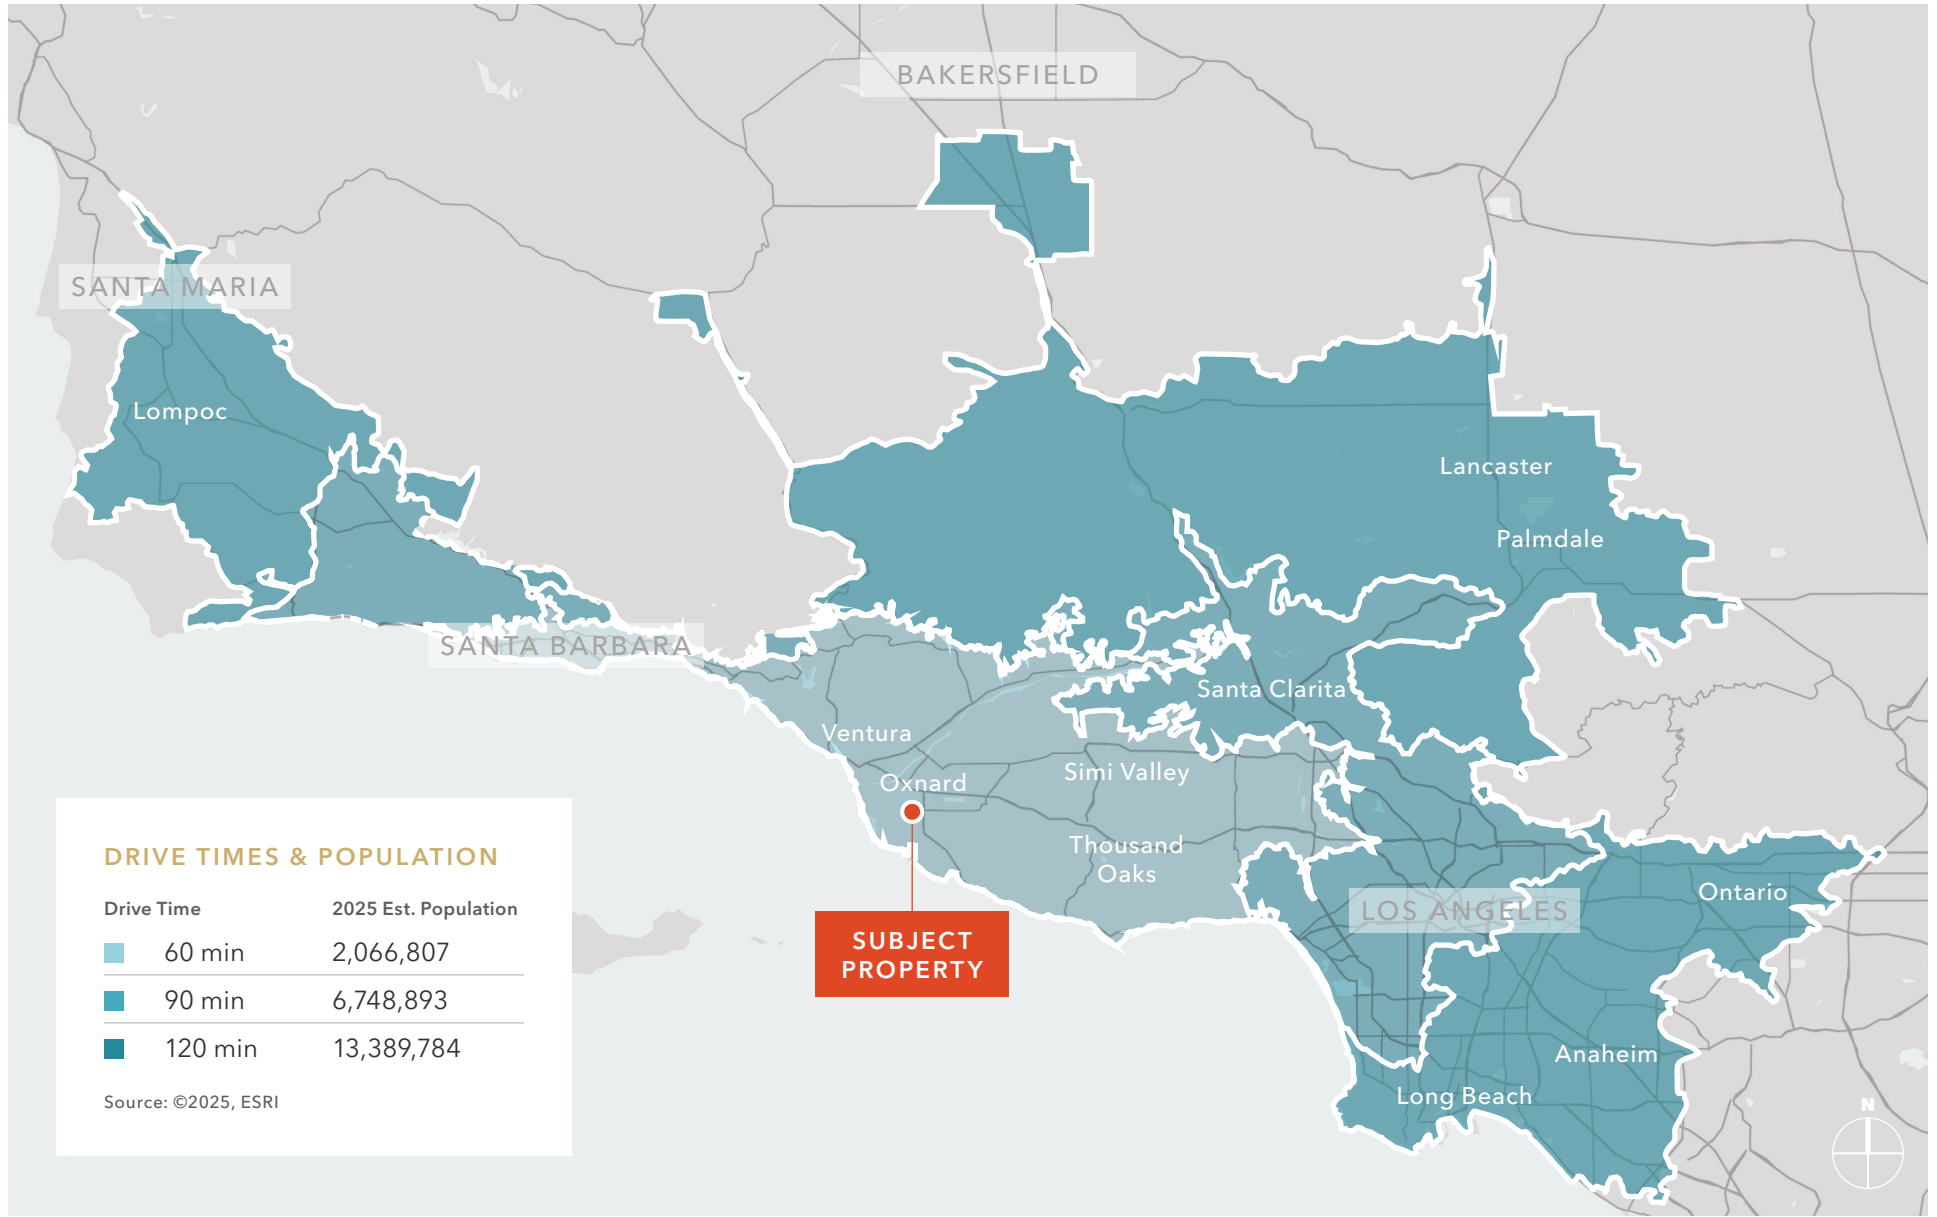 BAKERSFIELD
SANTA MARIA
Lompoc
Lancaster
Palmdale
SANTA BARBARA
Santa Clarita
Ventura
Simi Valley
Oxnard
Thousand
Oaks
Ontario
LOS ANGELES
SUBJECT
PROPERTY
Anaheim
Long Beach
N
DRIVE TIMES & POPULATION
Drive Time 2025 Est. Population
60 min 2,066,807
90 min 6,748,893
120 min 13,389,784
Source: ©2025, ESRI